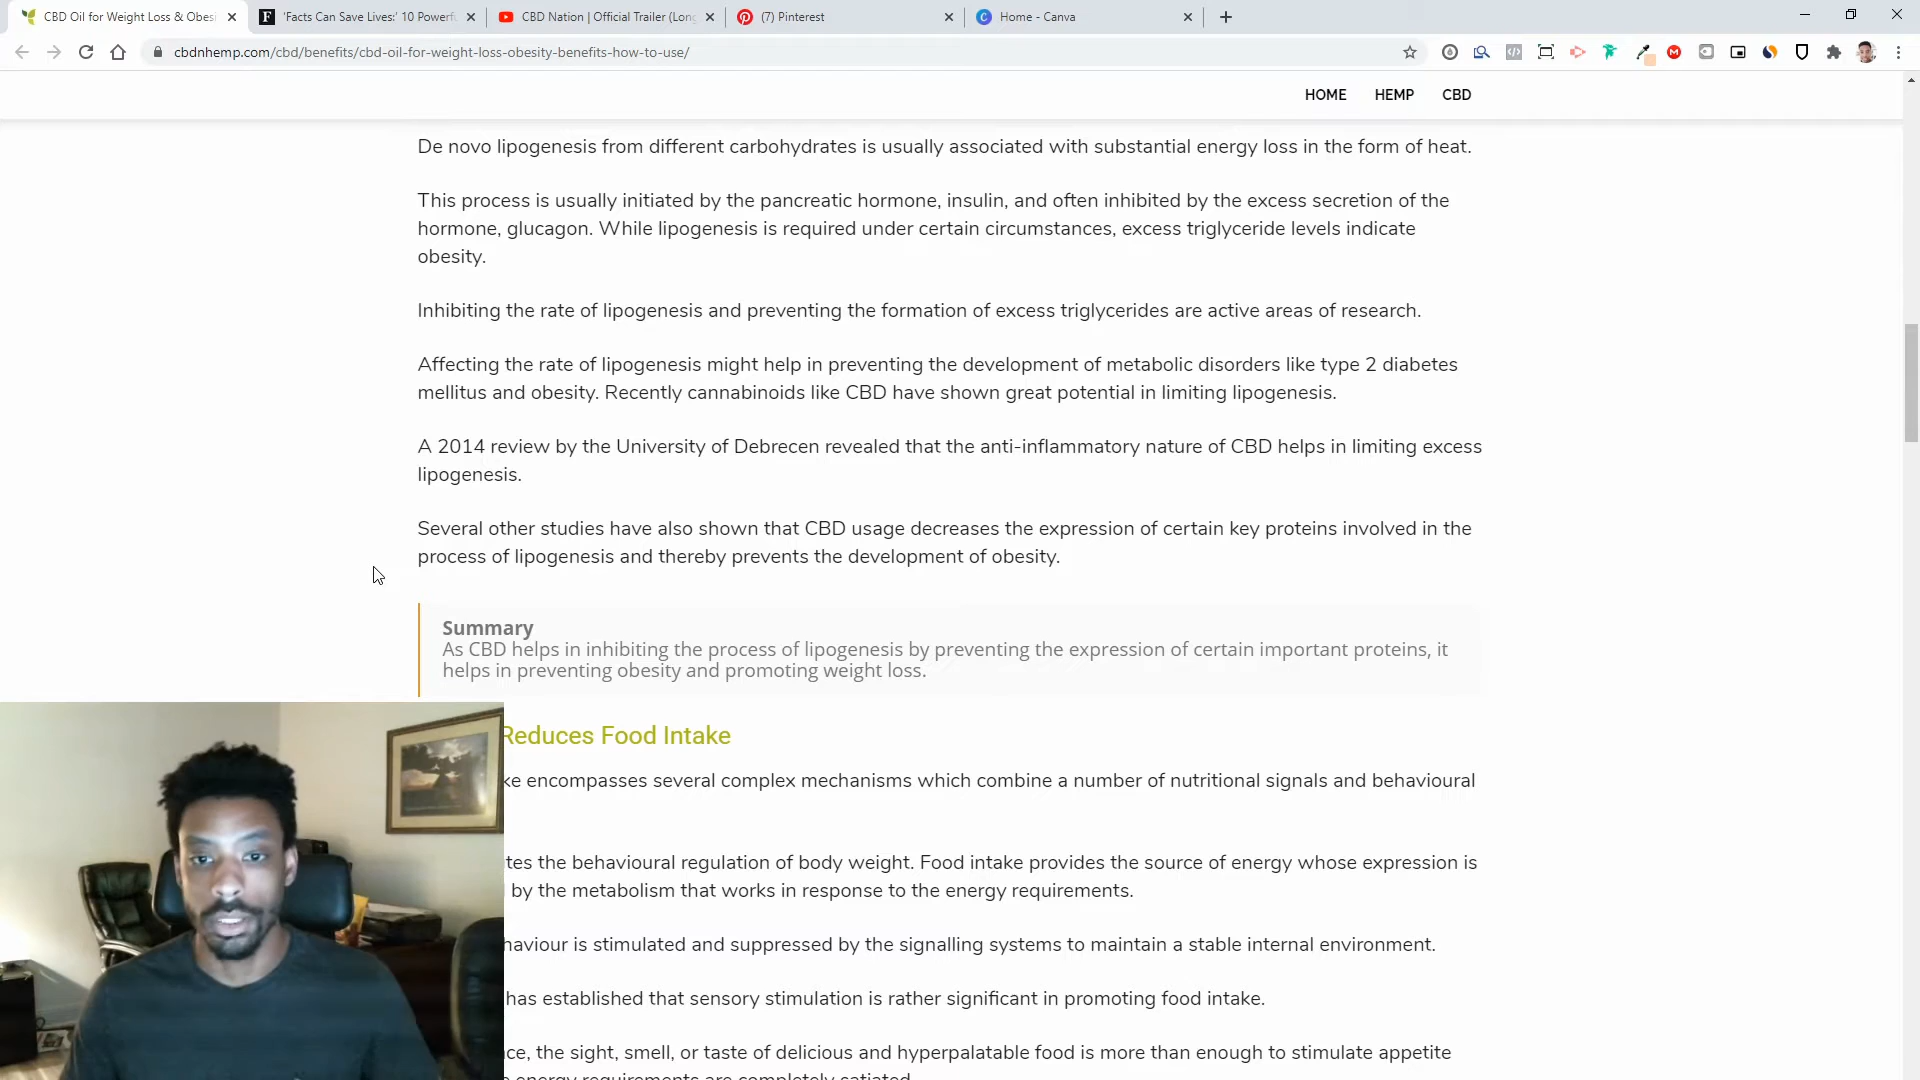 CBD Oil for Weight Loss & Obesi
'Facts Can Save Lives:' 10 Powerfu
CBD Nation | Official Trailer (Long
(7) Pinterest
Home - Canva
cbdnhemp.com/cbd/benefits/cbd-oil-for-weight-loss-obesity-benefits-how-to-use/
HOME HEMP CBD
De novo lipogenesis from different carbohydrates is usually associated with substantial energy loss in the form of heat.
This process is usually initiated by the pancreatic hormone, insulin, and often inhibited by the excess secretion of the
hormone, glucagon. While lipogenesis is required under certain circumstances, excess triglyceride levels indicate
obesity.
Inhibiting the rate of lipogenesis and preventing the formation of excess triglycerides are active areas of research.
Affecting the rate of lipogenesis might help in preventing the development of metabolic disorders like type 2 diabetes
mellitus and obesity. Recently cannabinoids like CBD have shown great potential in limiting lipogenesis.
A 2014 review by the University of Debrecen revealed that the anti-inflammatory nature of CBD helps in limiting excess
lipogenesis.
Several other studies have also shown that CBD usage decreases the expression of certain key proteins involved in the
process of lipogenesis and thereby prevents the development of obesity.
Summary
As CBD helps in inhibiting the process of lipogenesis by preventing the expression of certain important proteins, it
helps in preventing obesity and promoting weight loss.
Reduces Food Intake
ke encompasses several complex mechanisms which combine a number of nutritional signals and behavioural
the behavioural regulation of body weight. Food intake provides the source of energy whose expression is
by the metabolism that works in response to the energy requirements.
haviour is stimulated and suppressed by the signalling systems to maintain a stable internal environment.
has established that sensory stimulation is rather significant in promoting food intake.
ce, the sight, smell, or taste of delicious and hyperpalatable food is more than enough to stimulate appetite
energy requirements are completely satiated.